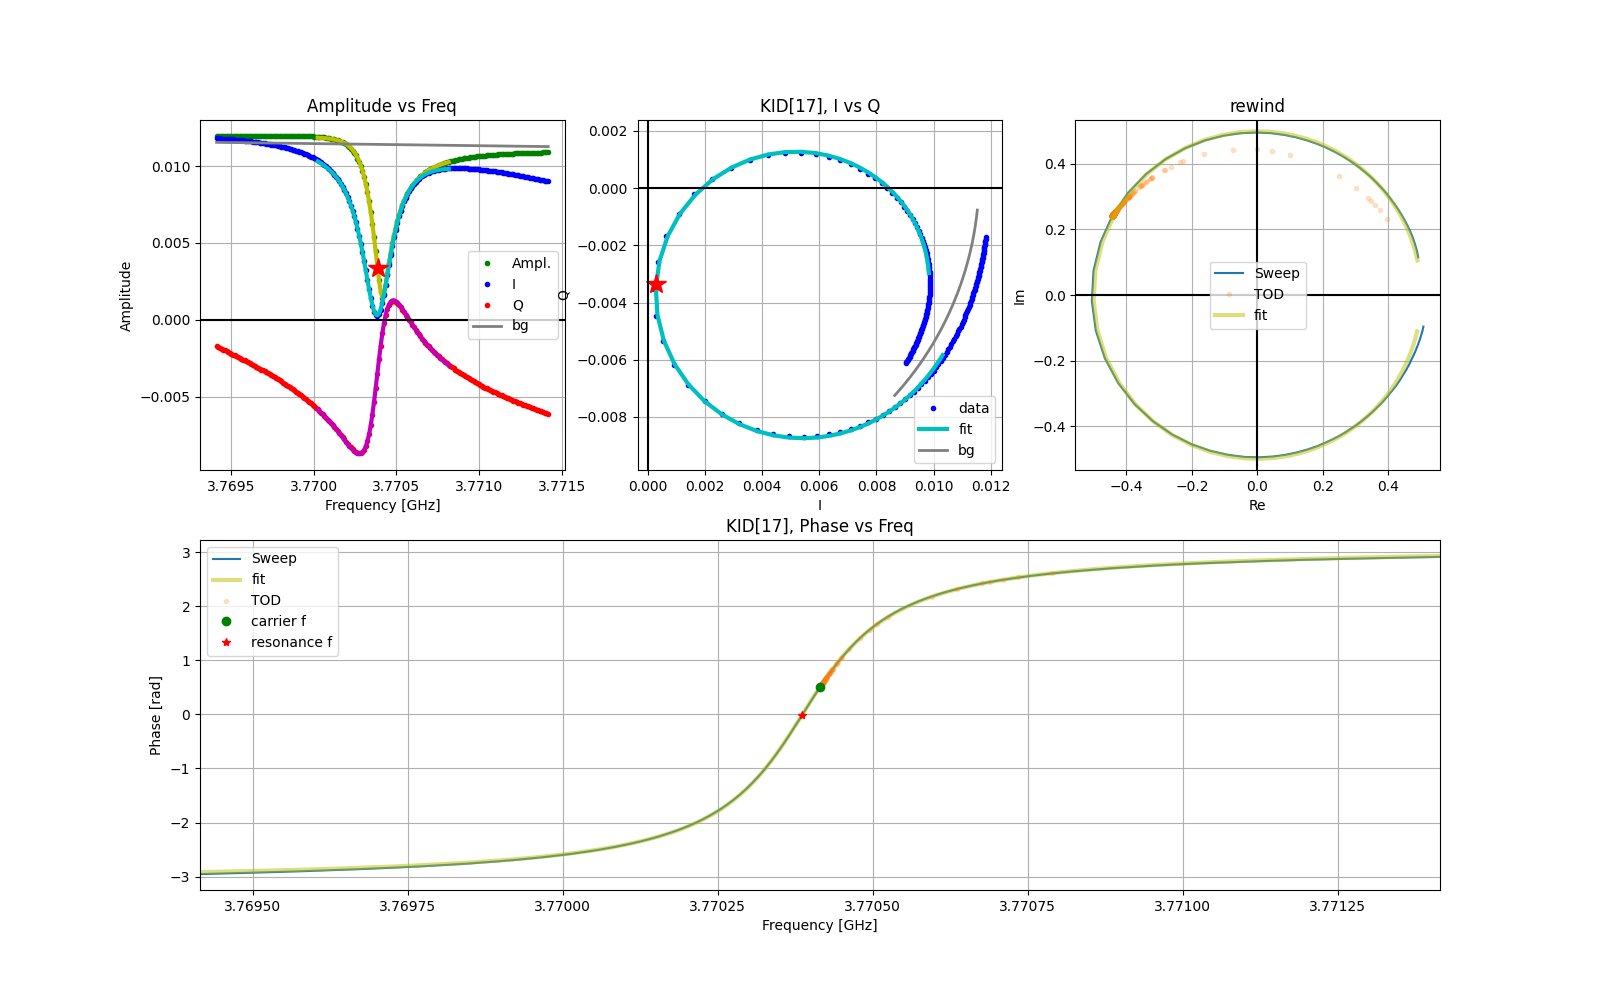 Amplitude vs Freq
Amplitude
0.010
0.005
0.000
−0.005
3.7695 3.7700 3.7705 3.7710 3.7715
Frequency [GHz]
Ampl.
I
Q
bg
KID[17], I vs Q
Q
0.002
0.000
−0.002
−0.004
−0.006
−0.008
0.000 0.002 0.004 0.006 0.008 0.010 0.012
I
data
fit
bg
rewind
Im
0.4
0.2
0.0
−0.2
−0.4
−0.4 −0.2 0.0 0.2 0.4
Re
Sweep
TOD
fit
KID[17], Phase vs Freq
Phase [rad]
3
2
1
0
−1
−2
−3
Sweep
fit
TOD
carrier f
resonance f
3.76950 3.76975 3.77000 3.77025 3.77050 3.77075 3.77100 3.77125
Frequency [GHz]